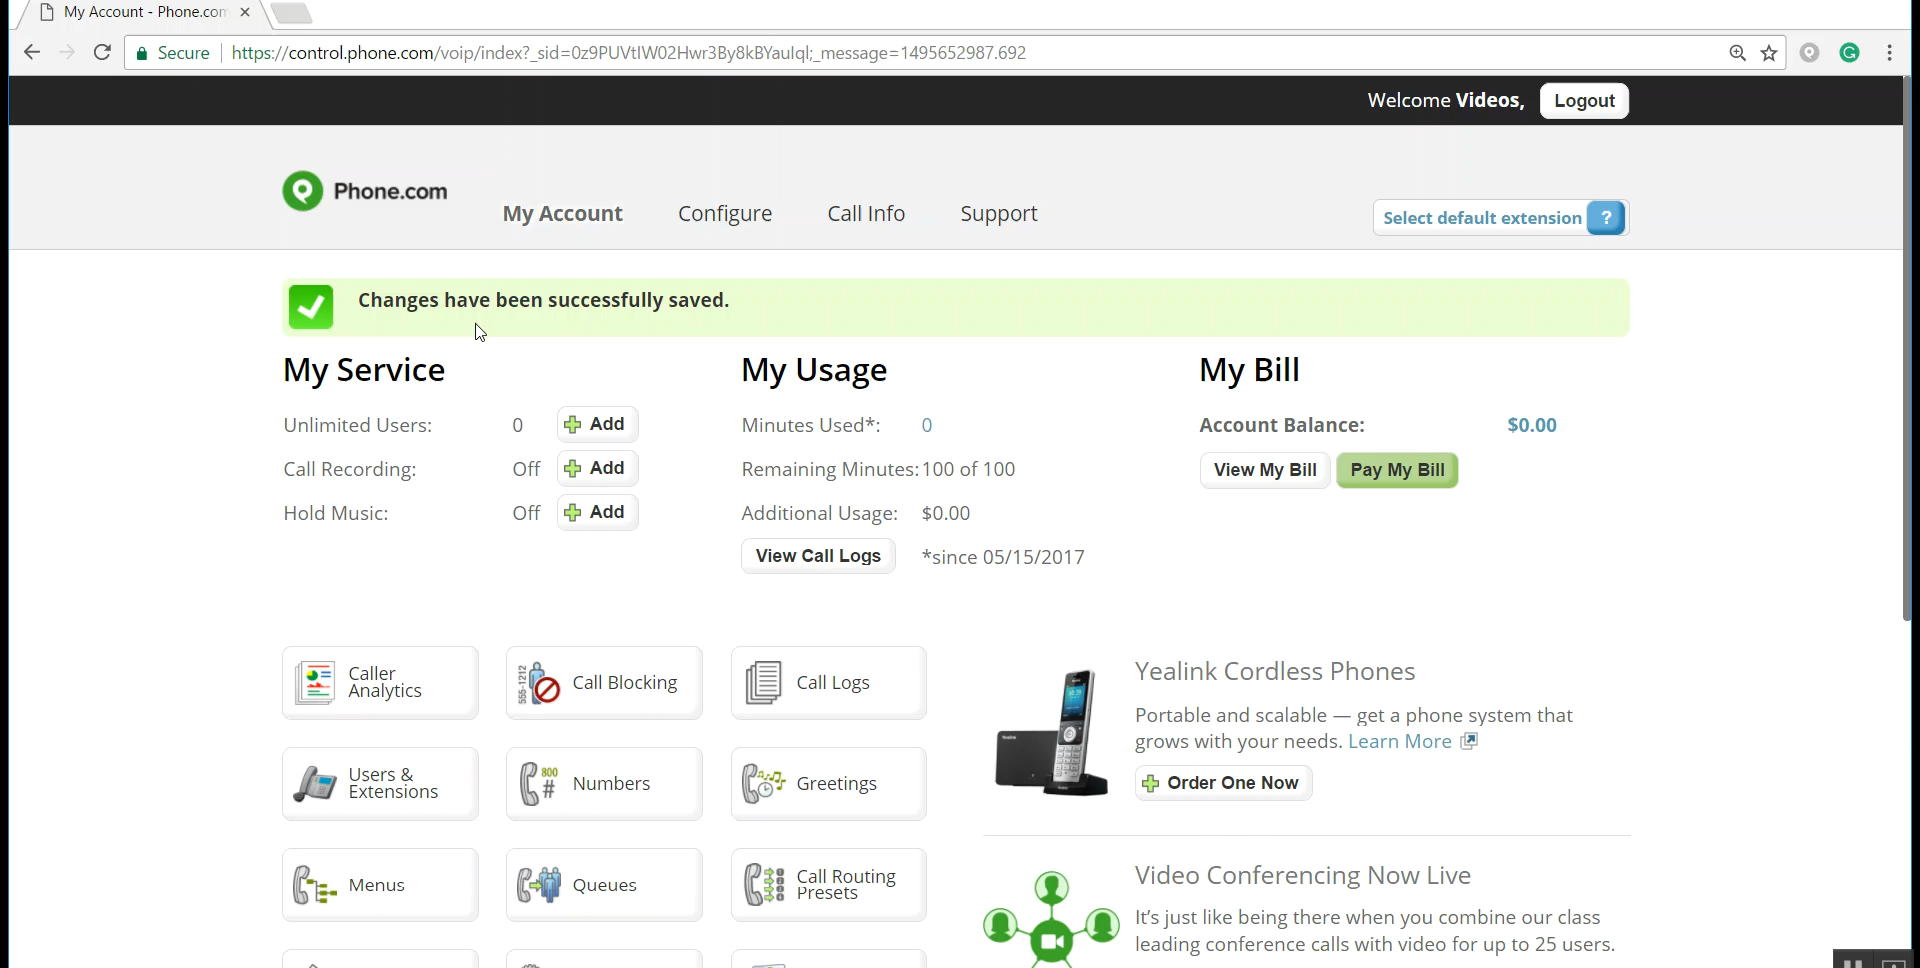 My Account - Phone.com
Secure https://control.phone.com/voip/index?_sid=0z9PUVtIW02Hwr3By8kBYaulql;_message=1495652987.692
Welcome Videos, Logout
Phone.com
My Account Configure Call Info Support
Select default extension ?
Changes have been successfully saved.
My Service
Unlimited Users: 0 Add
Call Recording: Off Add
Hold Music: Off Add
My Usage
Minutes Used*: 0
Remaining Minutes: 100 of 100
Additional Usage: $0.00
View Call Logs *since 05/15/2017
My Bill
Account Balance: $0.00
View My Bill Pay My Bill
Caller
Analytics
555-1212
Call Blocking
Call Logs
Users &
Extensions
800
#
Numbers
Greetings
Menus
Queues
Call Routing
Presets
Yealink Cordless Phones
Portable and scalable — get a phone system that
grows with your needs. Learn More
Order One Now
Video Conferencing Now Live
It's just like being there when you combine our class
leading conference calls with video for up to 25 users.